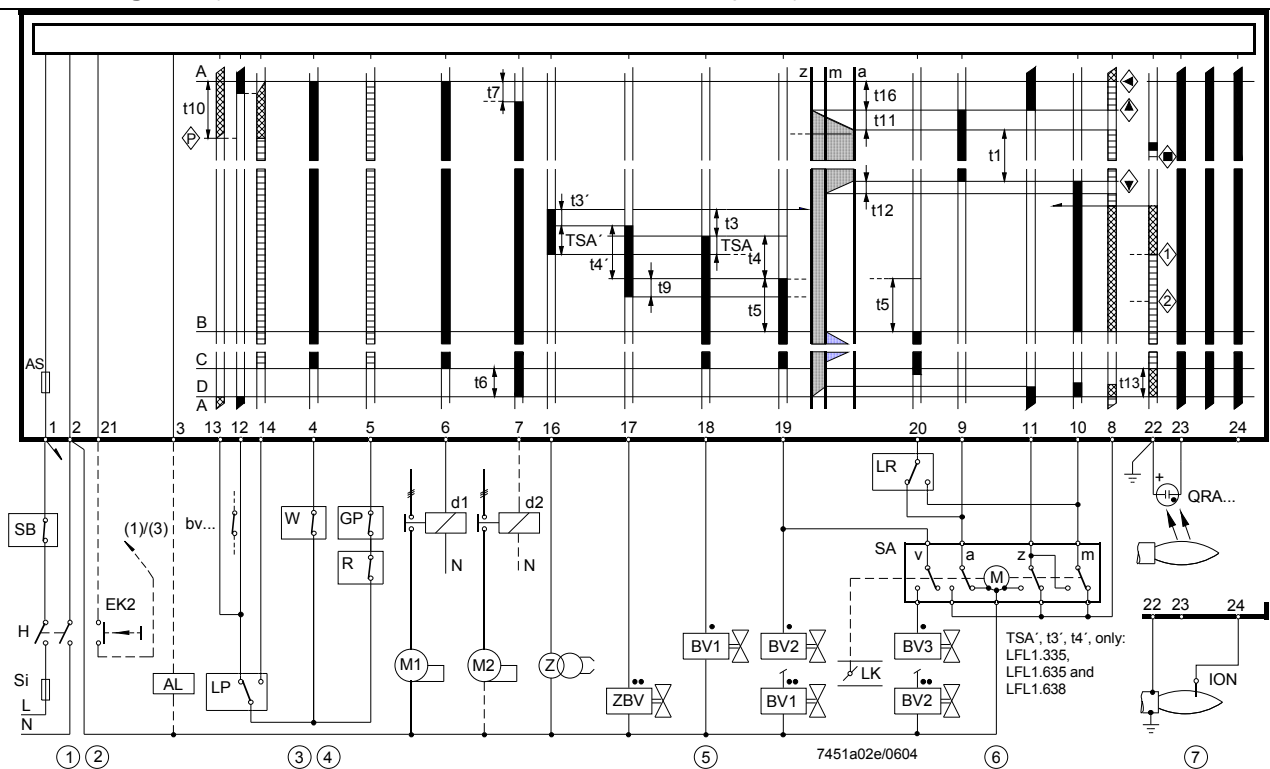 A
t7
z
m
a
t10
t16
t11
P
t1
t3´
t12
t3
TSA´
TSA
t4´
t4
1
t9
t5
t5
2
B
AS
C
t6
D
t13
A
1 2 21 3 13 12 14 4 5 6 7 16 17 18 19 20 9 11 10 8 22 23 24
LR
+
QRA...
d1
d2
bv...
W
GP
SB
(1)/(3)
SA
v a z m
R
N
N
M
EK2
22 23 24
H
TSA´, t3´, t4´, only:
LFL1.335,
LFL1.635 and
LFL1.638
BV1
BV2
BV3
M1
M2
Z
LK
Si
AL
LP
ION
L
ZBV
BV1
BV2
N
1 2 3 4 5 7451a02e/0604 6 7